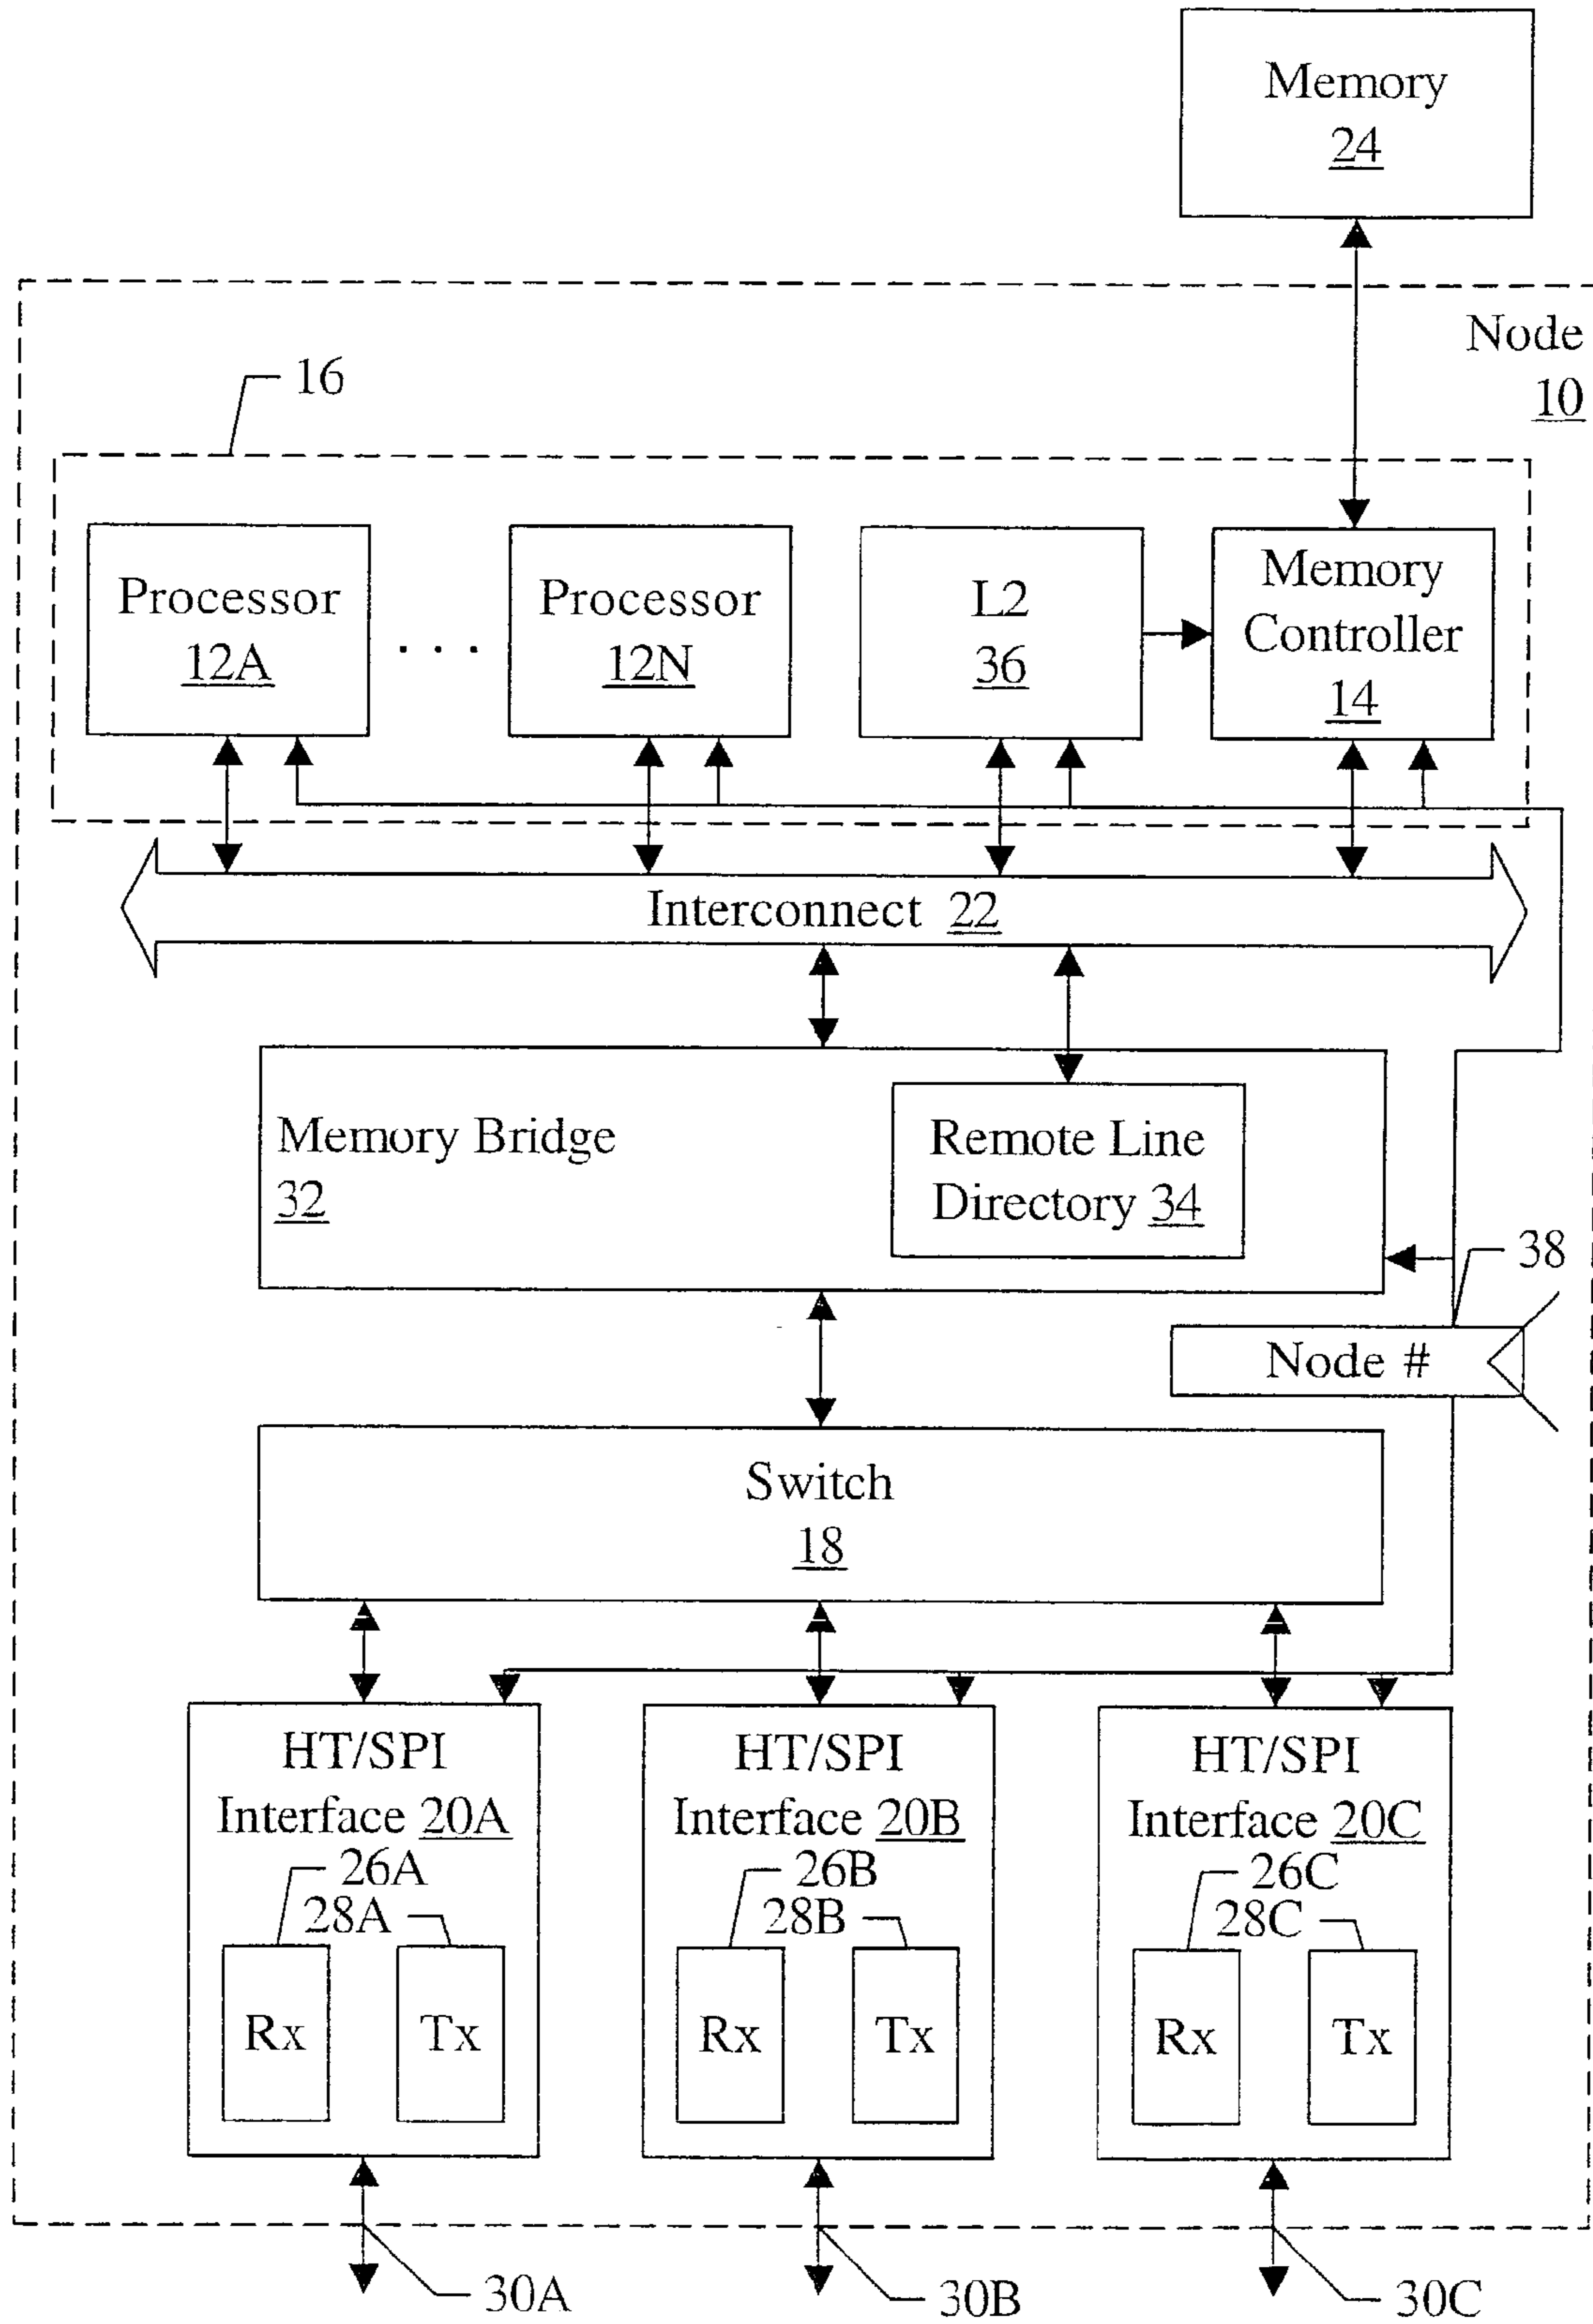 Memory
24
Node
10
16
Processor
12A
. . .
Processor
12N
L2
36
Memory
Controller
14
Interconnect 22
Memory Bridge
32
Remote Line
Directory 34
38
Node #
Switch
18
HT/SPI
Interface 20A
26A
28A
Rx
Tx
HT/SPI
Interface 20B
26B
28B
Rx
Tx
HT/SPI
Interface 20C
26C
28C
Rx
Tx
30A
30B
30C